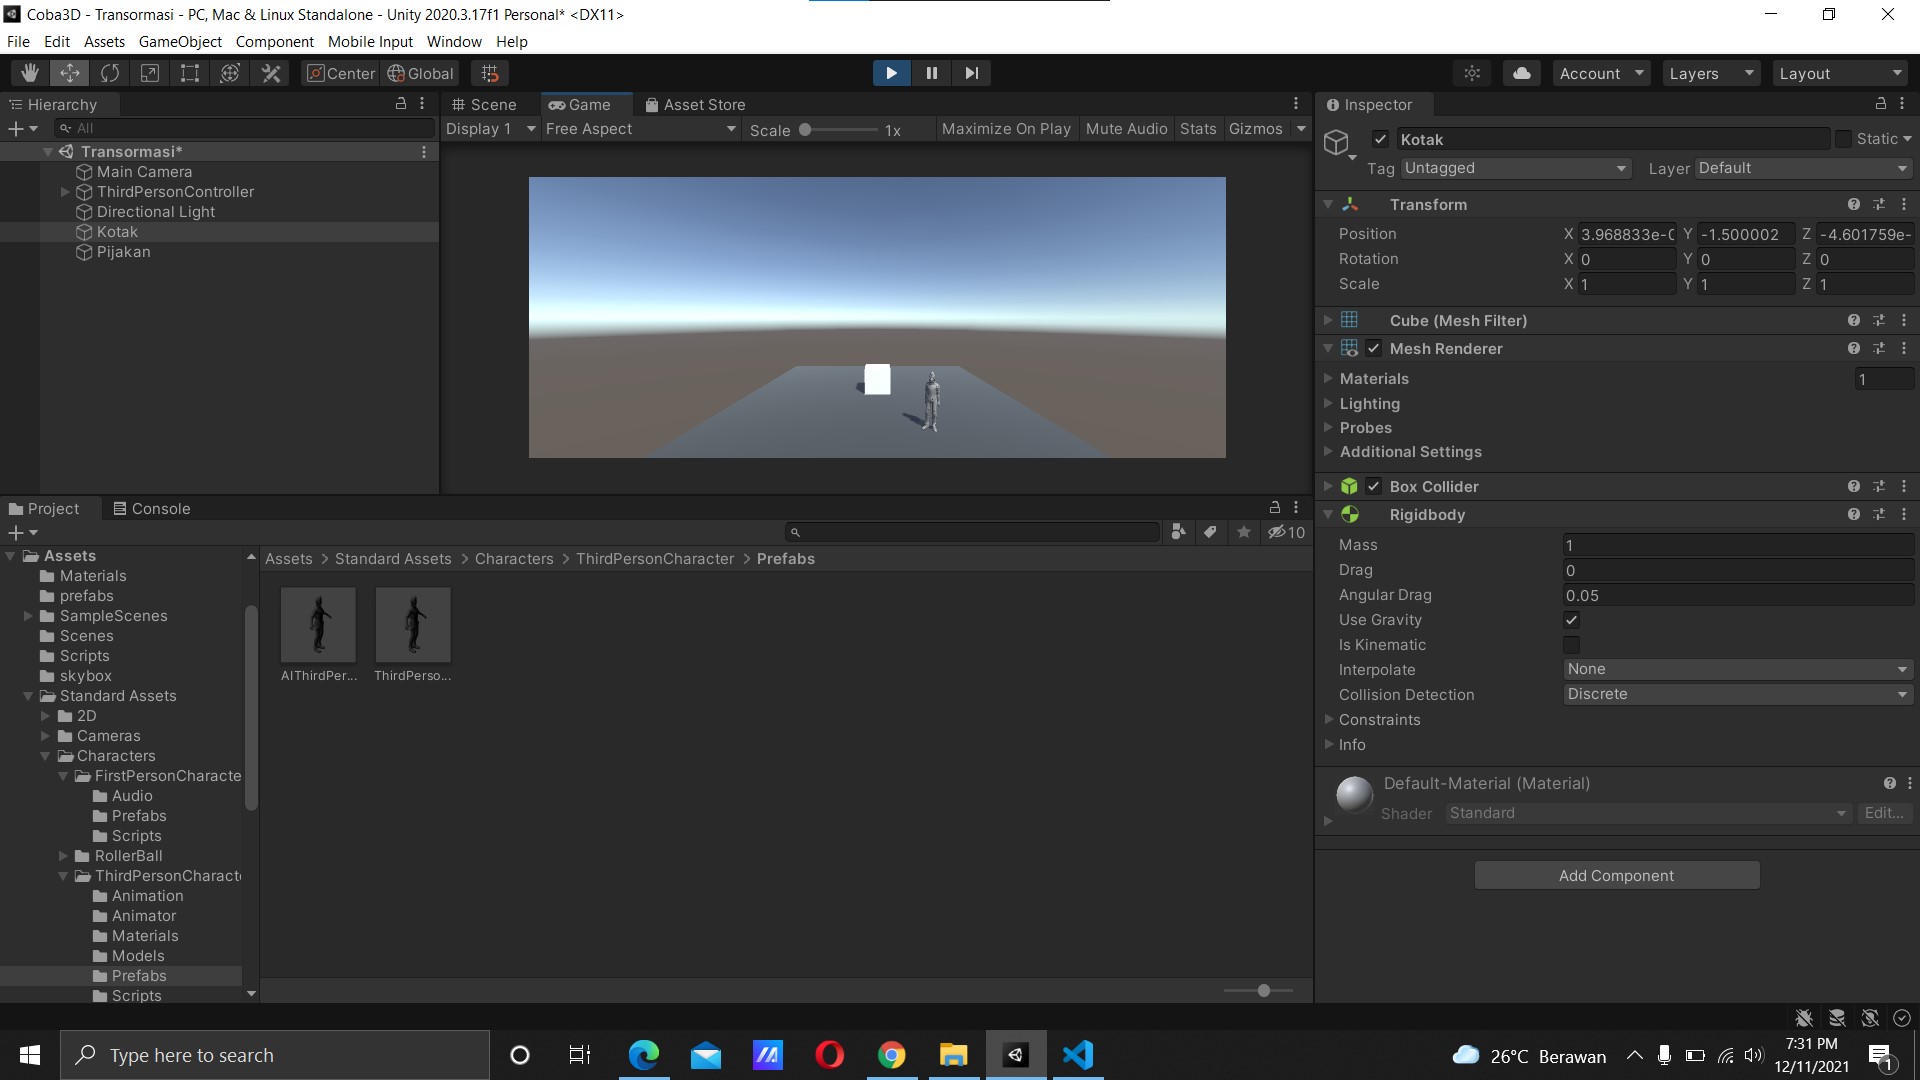 Coba3D - Transormasi - PC, Mac & Linux Standalone - Unity 2020.3.17f1 Personal* <DX11>
File Edit Assets GameObject Component Mobile Input Window Help
Center Global Account Layers Layout
Hierarchy
All
Transormasi*
Main Camera
ThirdPersonController
Directional Light
Kotak
Pijakan
Scene Game Asset Store
Display 1 Free Aspect Scale 1x Maximize On Play Mute Audio Stats Gizmos
Inspector
Kotak Static
Tag Untagged Layer Default
Transform
Position X 3.968833e-0 Y -1.500002 Z -4.601759e-
Rotation X 0 Y 0 Z 0
Scale X 1 Y 1 Z 1
Cube (Mesh Filter)
Mesh Renderer
Materials 1
Lighting
Probes
Additional Settings
Box Collider
Rigidbody
Mass 1
Drag 0
Angular Drag 0.05
Use Gravity
Is Kinematic
Interpolate None
Collision Detection Discrete
Constraints
Info
Default-Material (Material)
Shader Standard Edit...
Add Component
Project Console
10
Assets
Materials
prefabs
SampleScenes
Scenes
Scripts
skybox
Standard Assets
2D
Cameras
Characters
FirstPersonCharacte
Audio
Prefabs
Scripts
RollerBall
ThirdPersonCharact
Animation
Animator
Materials
Models
Prefabs
Scripts
Assets > Standard Assets > Characters > ThirdPersonCharacter > Prefabs
AIThirdPer... ThirdPerso...
Type here to search
26°C Berawan
7:31 PM
12/11/2021
1